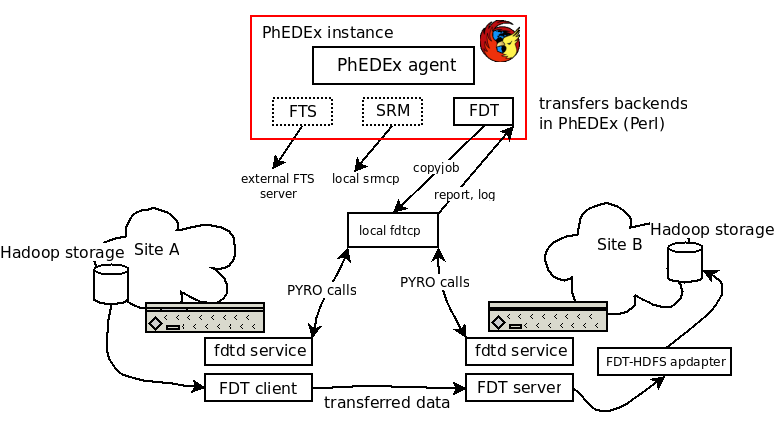 PhEDEx instance
PhEDEx agent
FTS
SRM
FDT
transfers backends
in PhEDEx (Perl)
external FTS
server
local srmcp
copyjob
report, log
local fdtcp
Hadoop storage
Site A
Site B
Hadoop storage
PYRO calls
PYRO calls
fdtd service
fdtd service
FDT-HDFS apdapter
FDT client
transferred data
FDT server